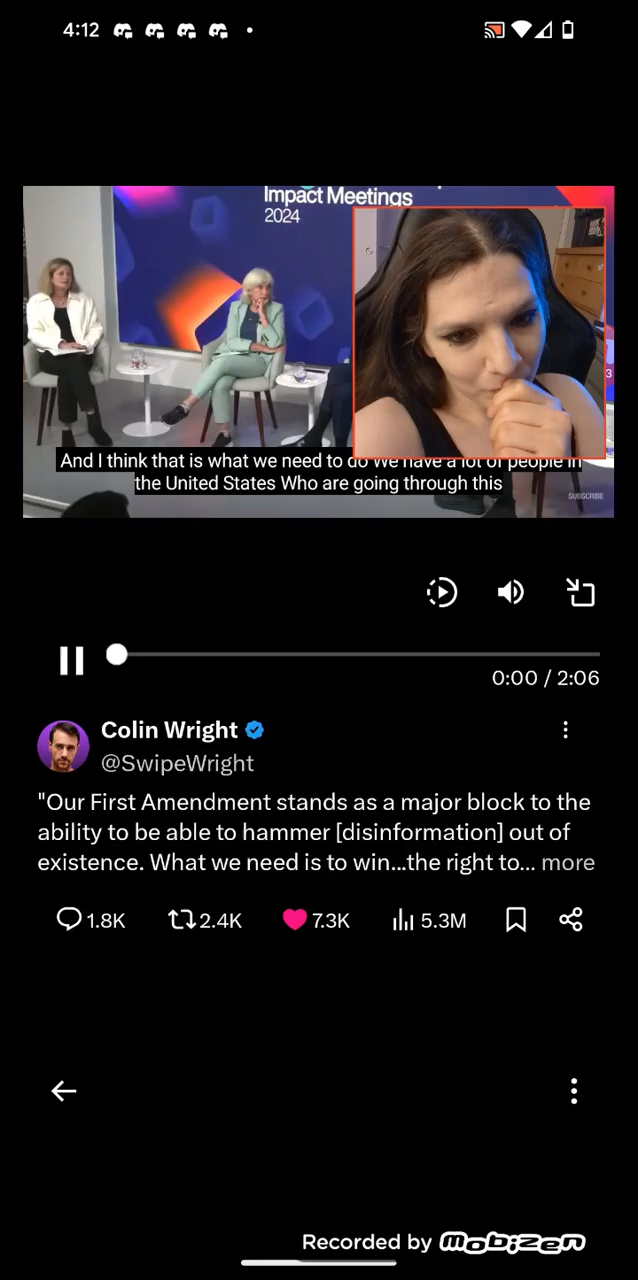 4:12
Impact Meetings
2024
3
And I think that is what we need to do We have a lot of people in
the United States Who are going through this
SUBSCRIBE
0:00 / 2:06
Colin Wright
@SwipeWright
"Our First Amendment stands as a major block to the
ability to be able to hammer [disinformation] out of
existence. What we need is to win...the right to... more
1.8K 2.4K 7.3K 5.3M
Recorded by mobizen